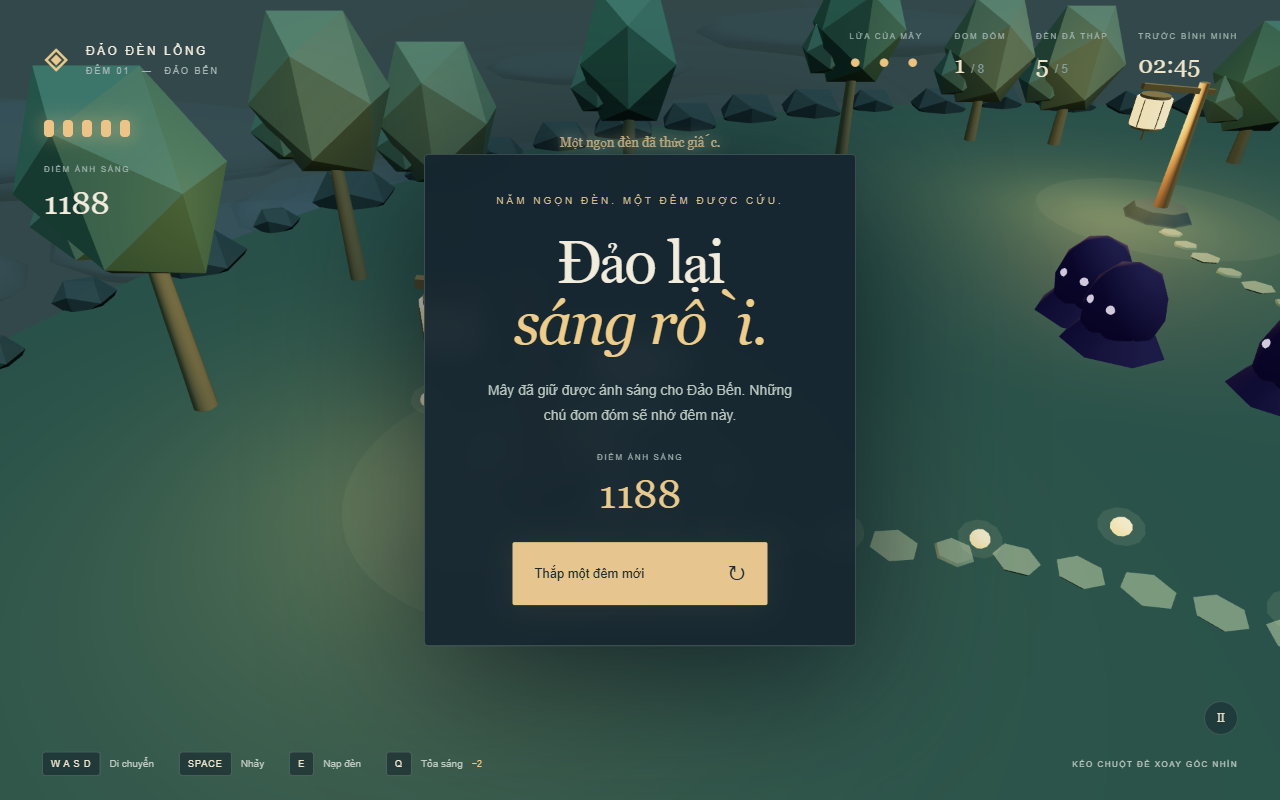 ĐẢO ĐÈN LỒNG
ĐÊM 01 — ĐẢO BẾN
ĐIỂM ÁNH SÁNG
1188
LỬA CỦA MÂY
ĐOM ĐÓM
1 / 8
ĐÈN ĐÃ THẮP
5 / 5
TRƯỚC BÌNH MINH
02:45
Một ngọn đèn đã thức giấc.
NĂM NGỌN ĐÈN. MỘT ĐÊM ĐƯỢC CỨU.
Đảo lại
sáng rồi.
Mây đã giữ được ánh sáng cho Đảo Bến. Những
chú đom đóm sẽ nhớ đêm này.
ĐIỂM ÁNH SÁNG
1188
Thắp một đêm mới ↻
W A S D Di chuyển SPACE Nhảy E Nạp đèn Q Tỏa sáng −2
II
KÉO CHUỘT ĐỂ XOAY GÓC NHÌN